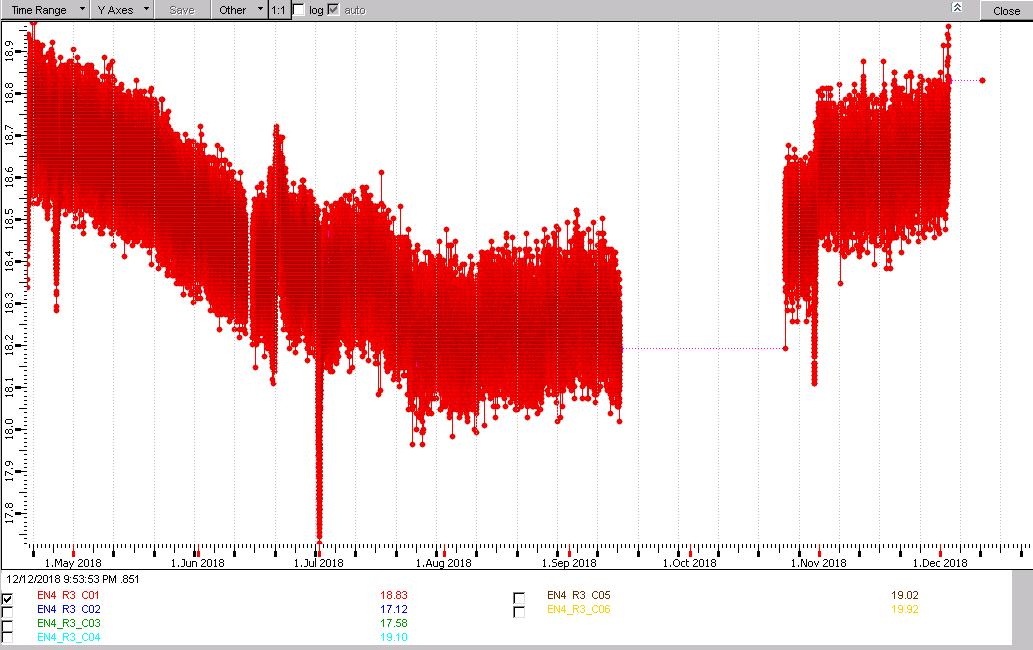 Time Range Y Axes Save Other 1:1 log auto Close
18.9
18.8
18.7
18.6
18.5
18.4
18.3
18.2
18.1
18.0
17.9
17.8
1.May 2018 1.Jun 2018 1.Jul 2018 1.Aug 2018 1.Sep 2018 1.Oct 2018 1.Nov 2018 1.Dec 2018
12/12/2018 9:53:53 PM .851
EN4_R3_C01 18.83 EN4_R3_C05 19.02
EN4_R3_C02 17.12 EN4_R3_C06 19.92
EN4_R3_C03 17.58
EN4_R3_C04 19.10